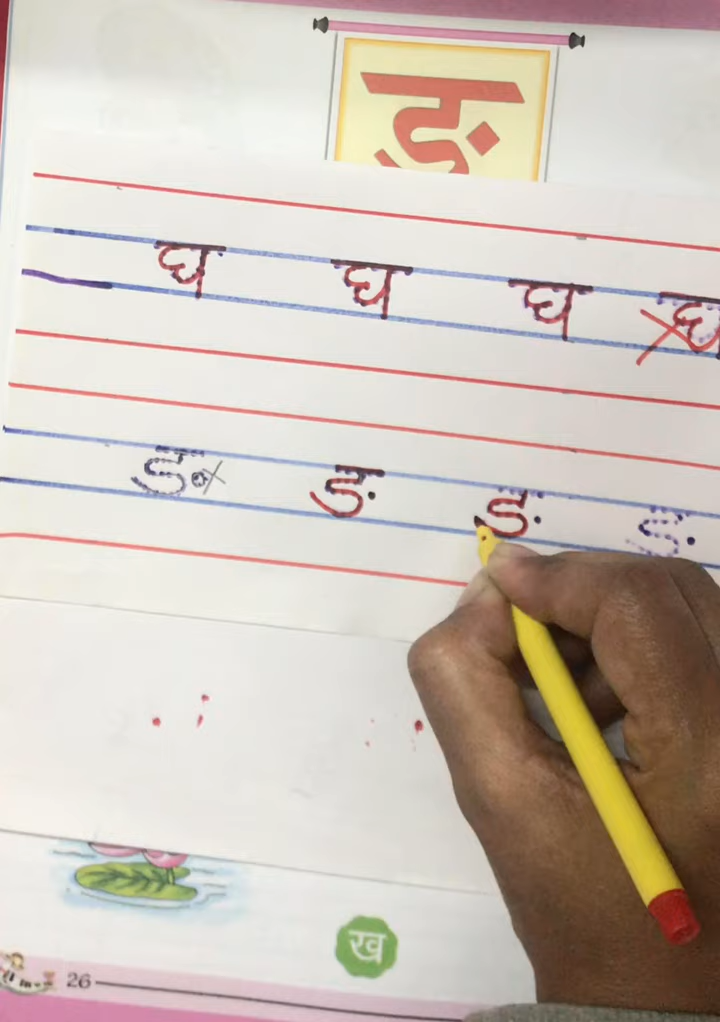 ङ
घ घ घ घ
ङ ङ ङ ङ
ख
26